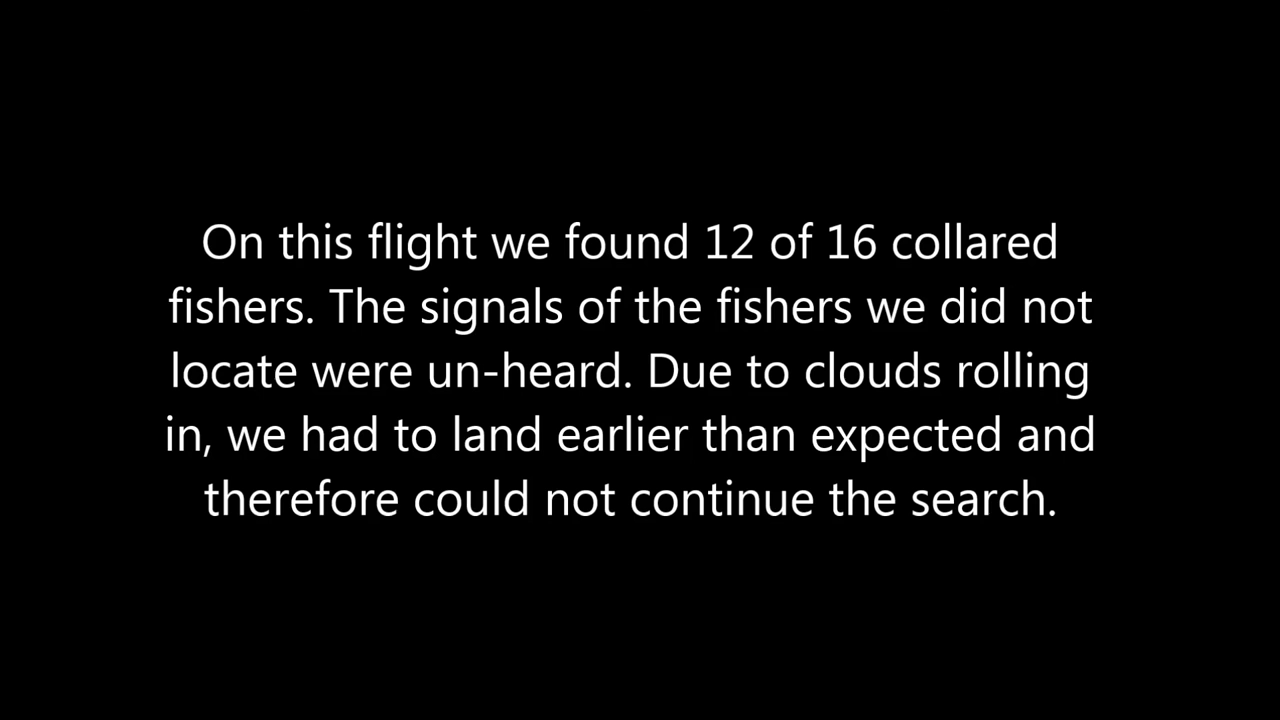 On this flight we found 12 of 16 collared
fishers. The signals of the fishers we did not
locate were un-heard. Due to clouds rolling
in, we had to land earlier than expected and
therefore could not continue the search.